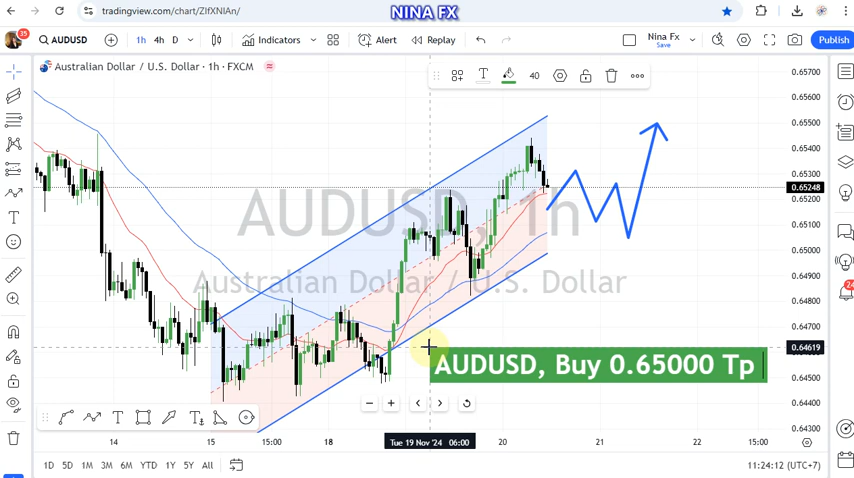 tradingview.com/chart/ZIfXNIAn/
NINA FX
35
AUDUSD
1h 4h D
Indicators
Alert
Replay
Nina Fx
Save
Publish
Australian Dollar / U.S. Dollar · 1h · FXCM
40
0.65700
0.65600
0.65500
0.65400
0.65300
0.65248
0.65200
0.65100
0.65000
0.64900
0.64800
0.64700
0.64619
0.64500
0.64400
0.64300
AUDUSD, 1h
Australian Dollar / U.S. Dollar
AUDUSD, Buy 0.65000 Tp
14
15
15:00
18
Tue 19 Nov '24 06:00
20
21
22
15:00
1D 5D 1M 3M 6M YTD 1Y 5Y All
11:24:12 (UTC+7)